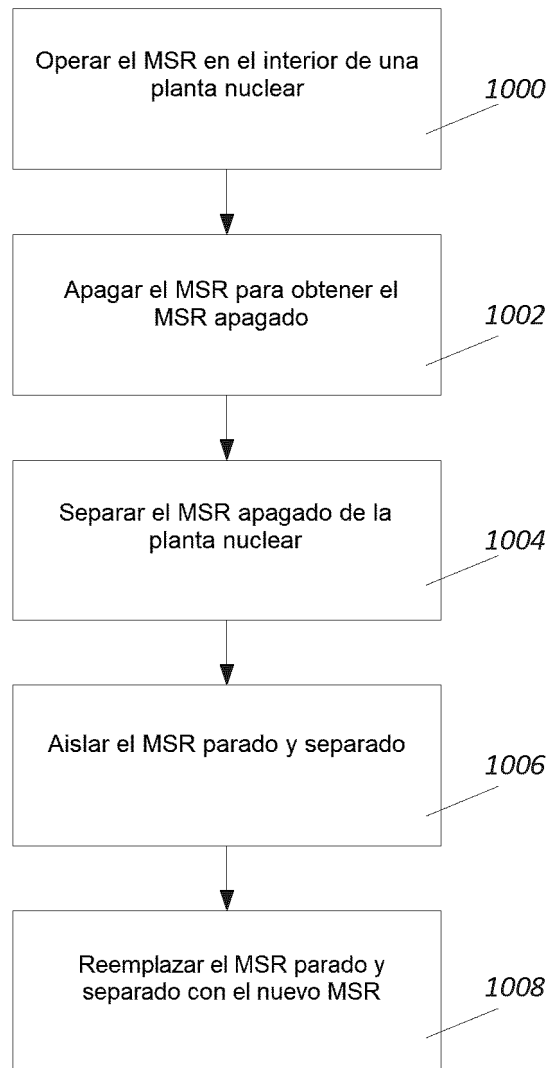 Operar el MSR en el interior de una
planta nuclear
1000
Apagar el MSR para obtener el
MSR apagado
1002
Separar el MSR apagado de la
planta nuclear
1004
Aislar el MSR parado y separado
1006
Reemplazar el MSR parado y
separado con el nuevo MSR
1008